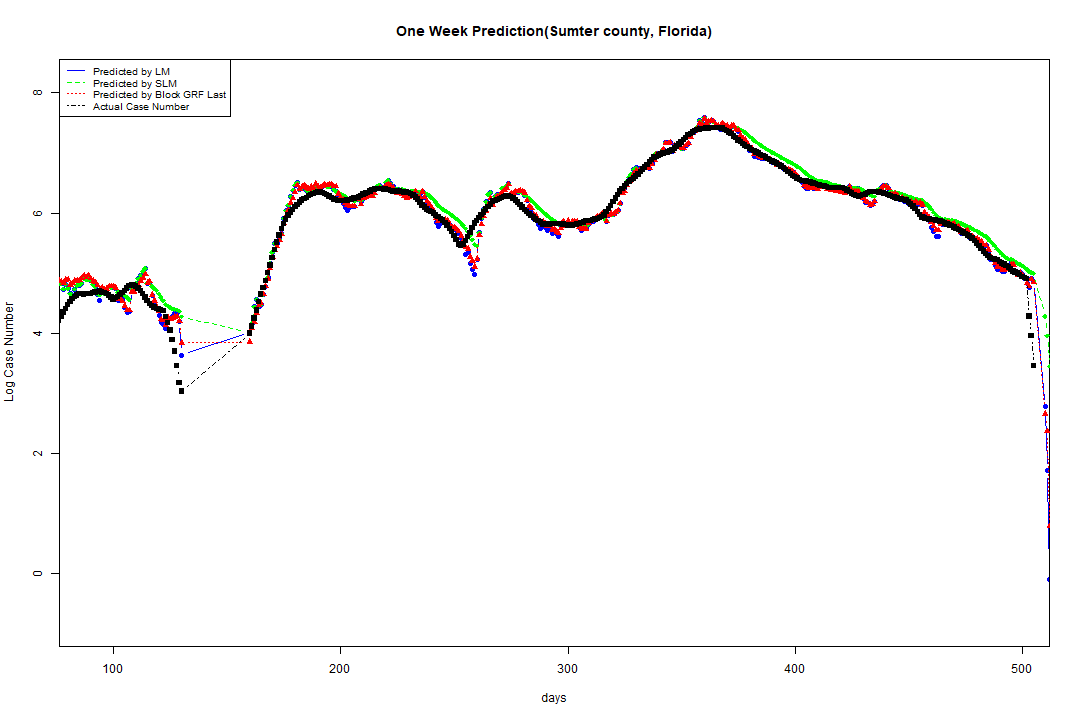 One Week Prediction(Sumter county, Florida)
Predicted by LM
Predicted by SLM
Predicted by Block GRF Last
Actual Case Number
8
6
4
2
0
Log Case Number
100 200 300 400 500
days